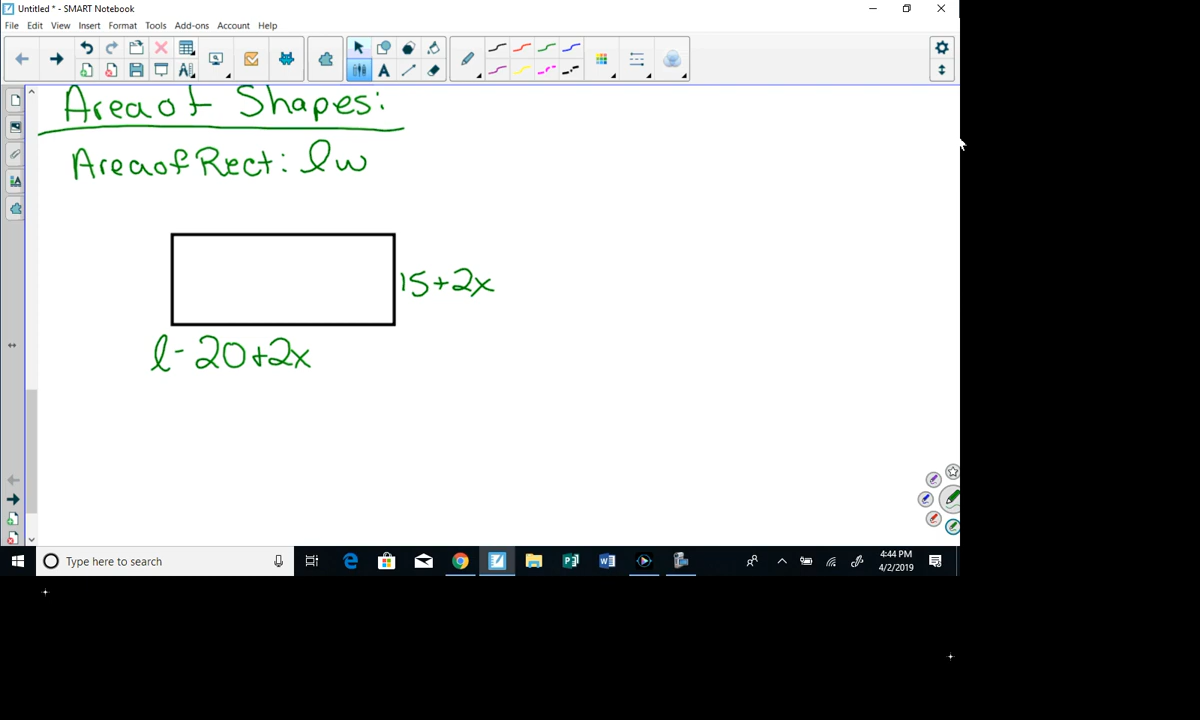 Untitled * - SMART Notebook
File Edit View Insert Format Tools Add-ons Account Help
Area of Shapes:
Area of Rect: lw
15+2x
l- 20+2x
Type here to search
4:44 PM
4/2/2019